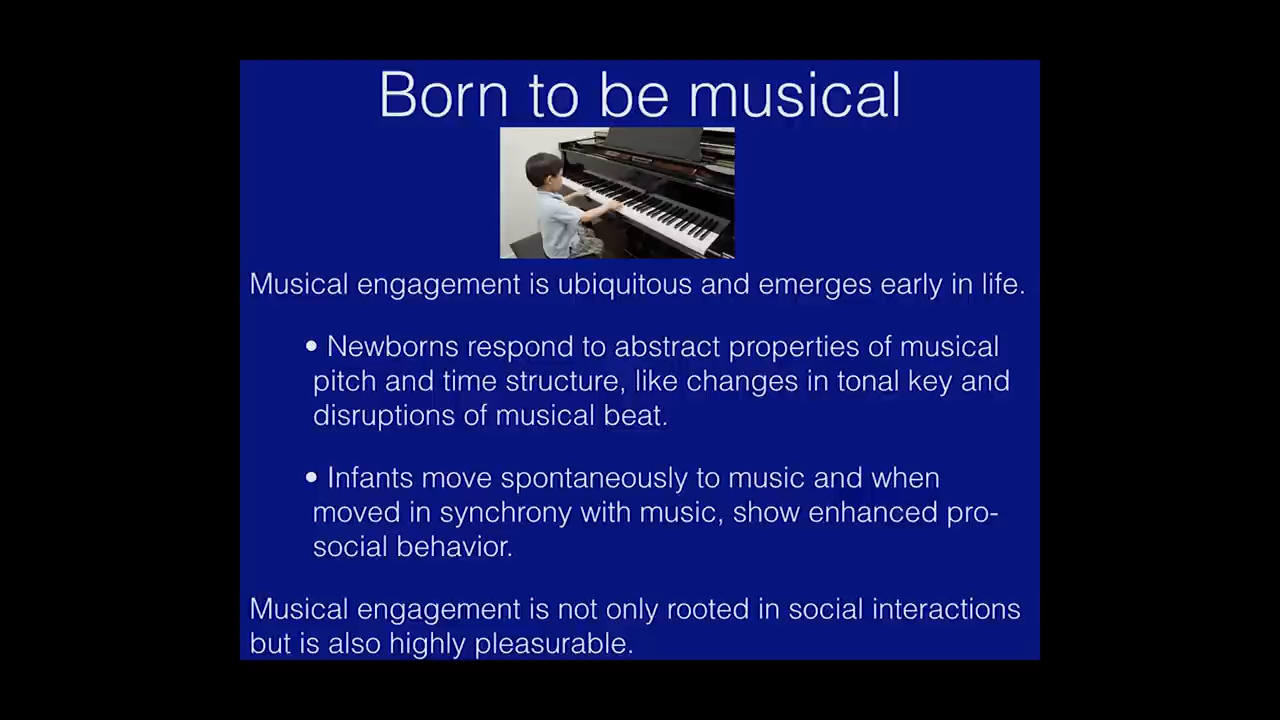 Born to be musical
Musical engagement is ubiquitous and emerges early in life.
• Newborns respond to abstract properties of musical
pitch and time structure, like changes in tonal key and
disruptions of musical beat.
• Infants move spontaneously to music and when
moved in synchrony with music, show enhanced pro-
social behavior.
Musical engagement is not only rooted in social interactions
but is also highly pleasurable.